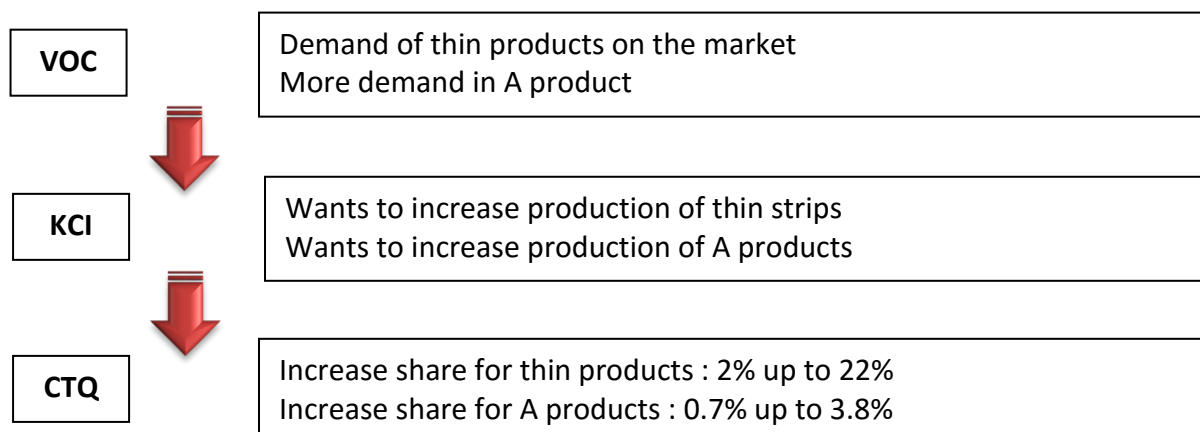 VOC
Demand of thin products on the market
More demand in A product
KCI
Wants to increase production of thin strips
Wants to increase production of A products
CTQ
Increase share for thin products : 2% up to 22%
Increase share for A products : 0.7% up to 3.8%